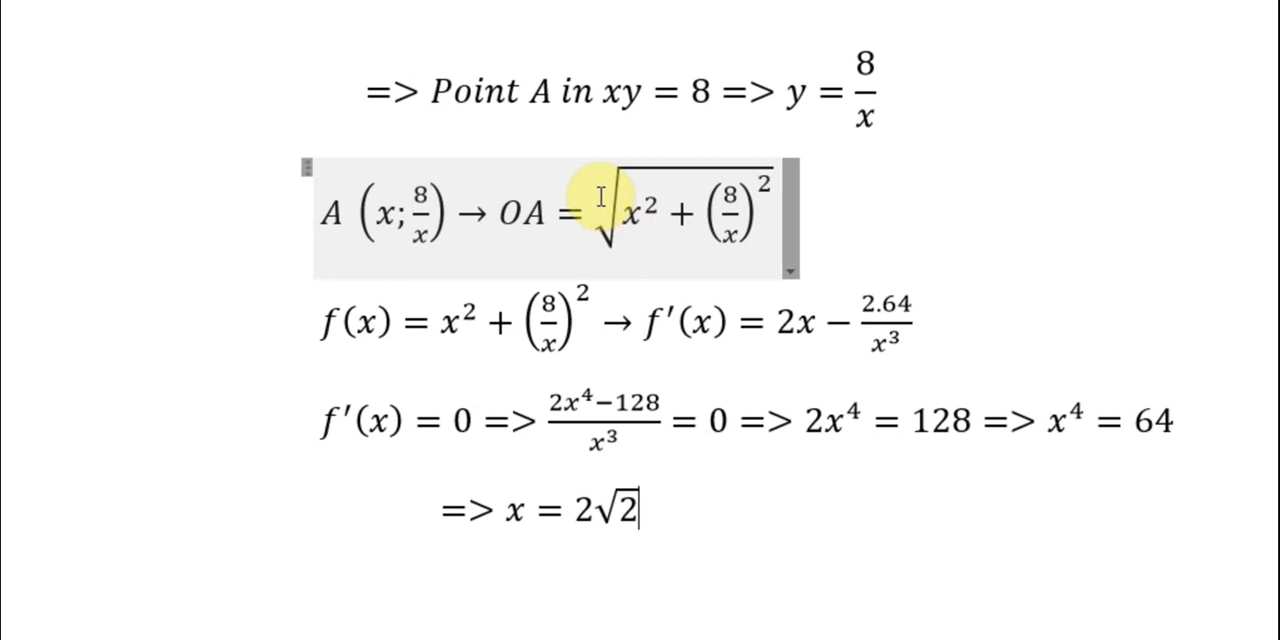 => Point A in xy = 8 => y = 8/x
A (x; 8/x) → OA = √(x² + (8/x)²)
f(x) = x² + (8/x)² → f'(x) = 2x − 2.64/x³
f'(x) = 0 => (2x⁴−128)/x³ = 0 => 2x⁴ = 128 => x⁴ = 64
=> x = 2√2